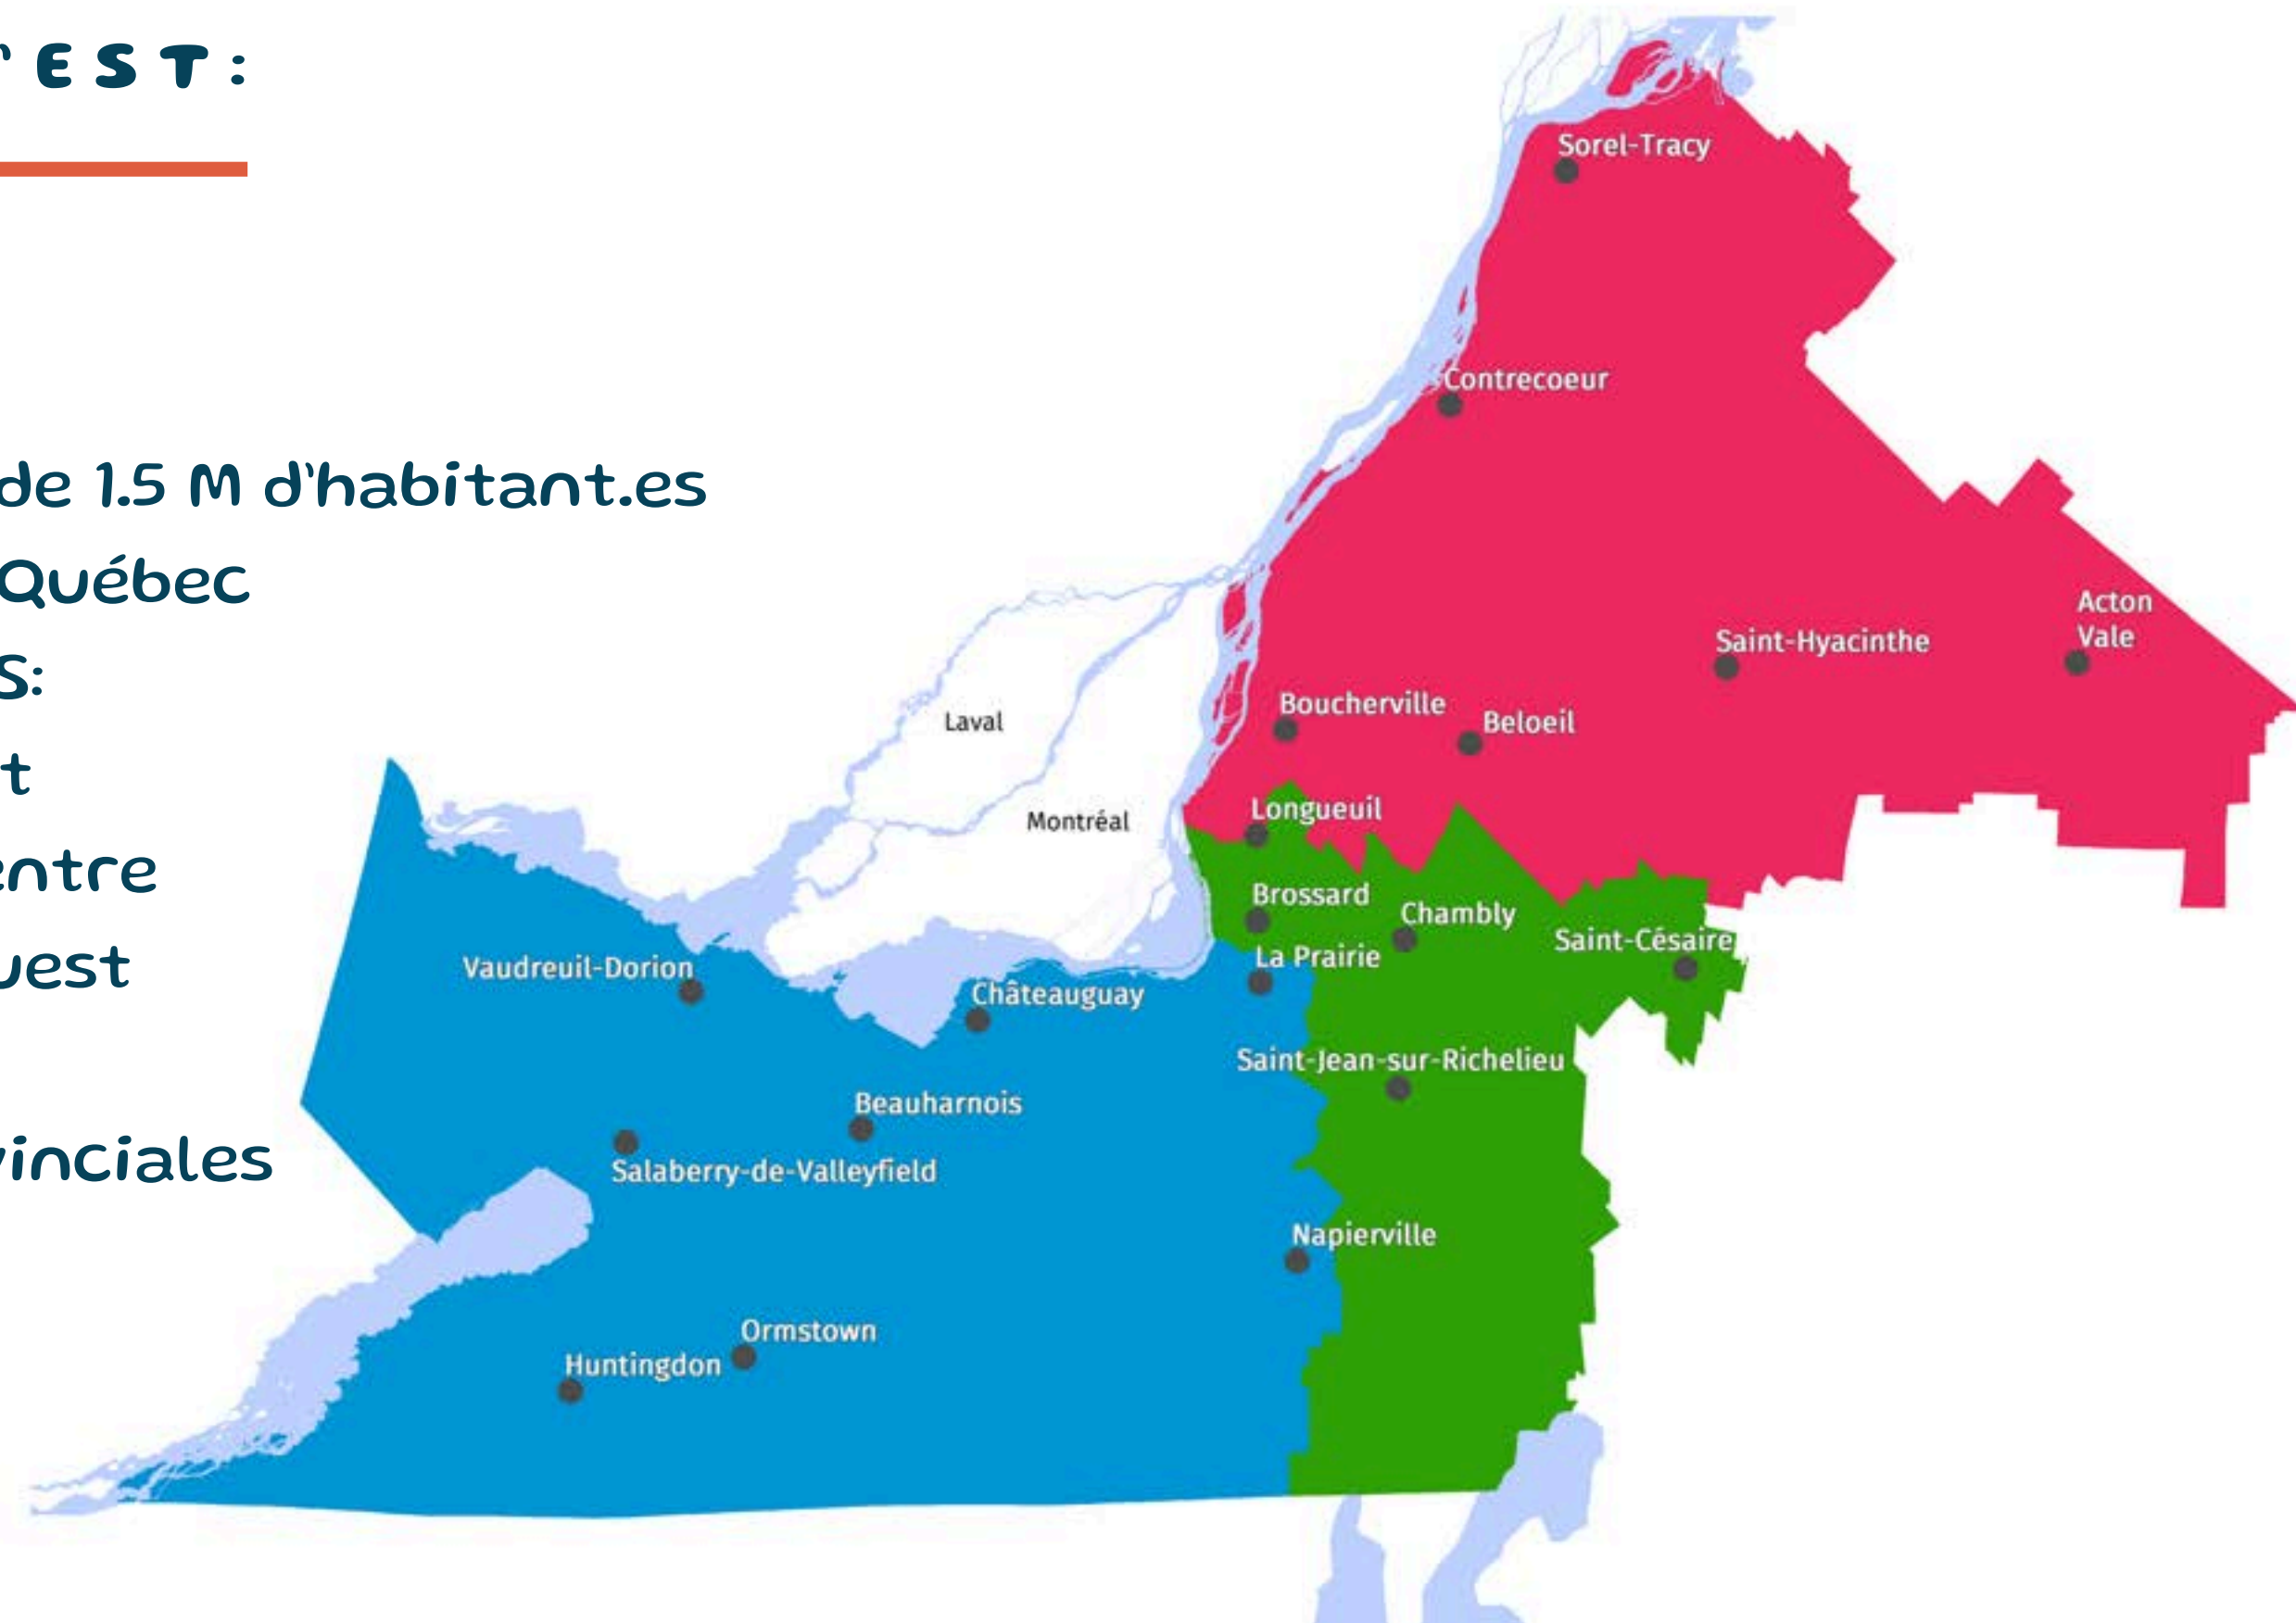 'EST:
de 1.5 M d'habitant.es
Québec
S:
t
entre
uest
vinciales
Sorel-Tracy
Contrecoeur
Acton
Vale
Saint-Hyacinthe
Boucherville
Beloeil
Laval
Longueuil
Montréal
Brossard
Chambly
Saint-Césaire
La Prairie
Vaudreuil-Dorion
Châteauguay
Saint-Jean-sur-Richelieu
Beauharnois
Salaberry-de-Valleyfield
Napierville
Ormstown
Huntingdon